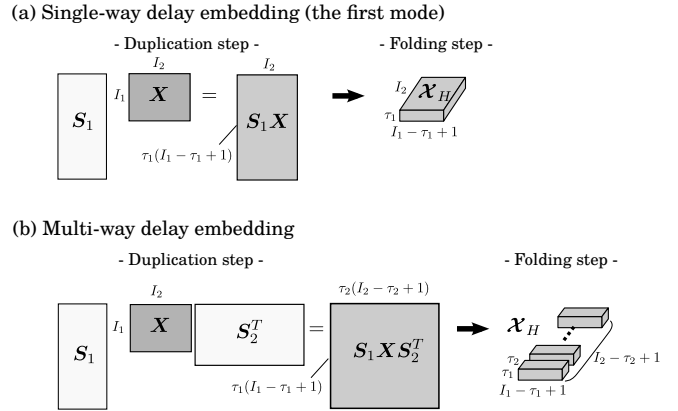 (a) Single-way delay embedding (the first mode)
- Duplication step -
- Folding step -
I₂
I₂
S₁
I₁
X
=
S₁X
τ₁(I₁ − τ₁ + 1)
I₂
𝓧_H
τ₁
I₁ − τ₁ + 1
(b) Multi-way delay embedding
- Duplication step -
- Folding step -
I₂
τ₂(I₂ − τ₂ + 1)
S₁
I₁
X
S₂ᵀ
=
S₁XS₂ᵀ
τ₁(I₁ − τ₁ + 1)
𝓧_H
τ₂
τ₁
I₂ − τ₂ + 1
I₁ − τ₁ + 1